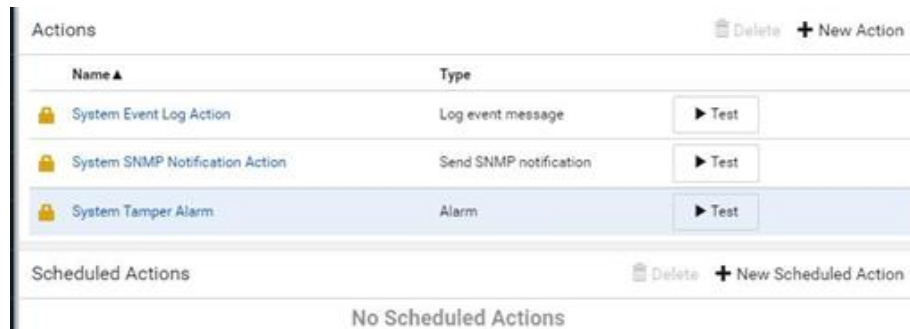 Actions Delete + New Action
Name▲ Type
System Event Log Action Log event message ▶ Test
System SNMP Notification Action Send SNMP notification ▶ Test
System Tamper Alarm Alarm ▶ Test
Scheduled Actions Delete + New Scheduled Action
No Scheduled Actions